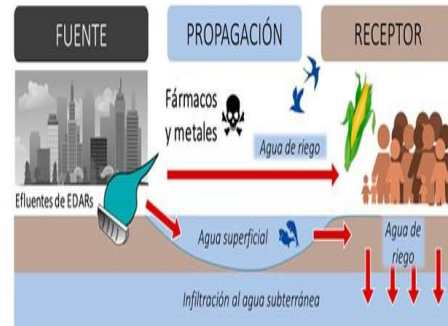 FUENTE
PROPAGACIÓN
RECEPTOR
Fármacos
y metales
Agua de riego
Efluentes de EDARs
Agua superficial
Agua de
riego
Infiltración al agua subterránea